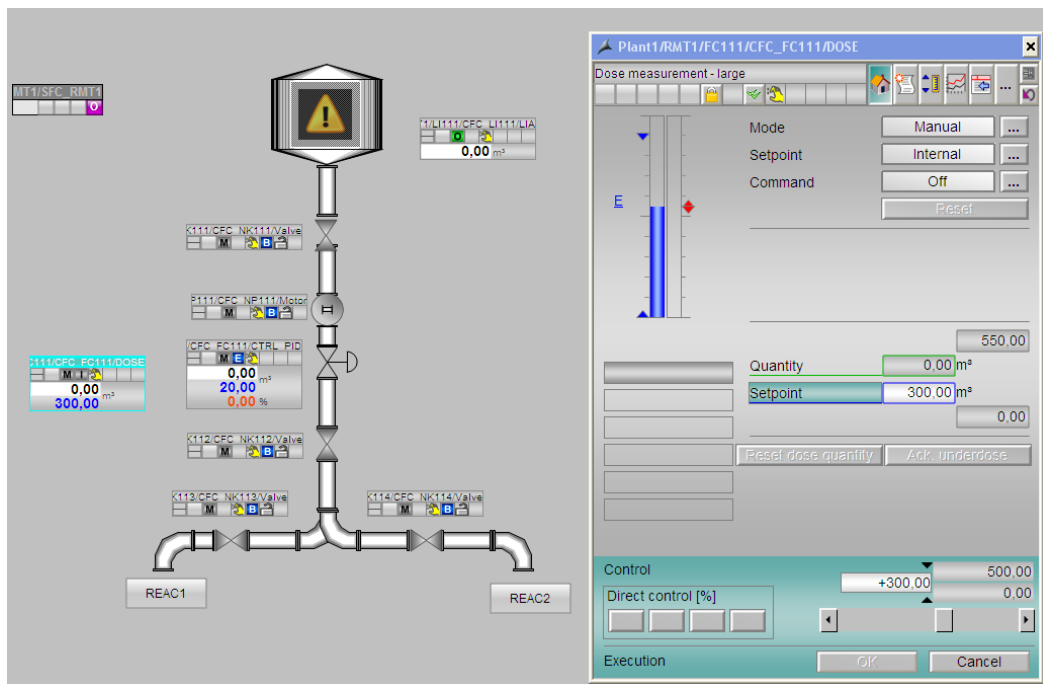 MT1/SFC_RMT1
O
T1/LI111/CFC_LI111/LIA
O
0,00 m³
K111/CFC_NK111/Valve
M B
P111/CFC_NP111/Motor
M B
/CFC_FC111/CTRL_PID
M E
0,00 m³
20,00
0,00 %
C111/CFC_FC111/DOSE
M I
0,00 m³
300,00
K112/CFC_NK112/Valve
M B
K113/CFC_NK113/Valve
M B
K114/CFC_NK114/Valve
M B
REAC1
REAC2
Plant1/RMT1/FC111/CFC_FC111/DOSE
Dose measurement - large
...
Mode Manual ...
Setpoint Internal ...
Command Off ...
Reset
E
550,00
Quantity 0,00 m³
Setpoint 300,00 m³
0,00
Reset dose quantity Ack. underdose
Control
500,00
+300,00
0,00
Direct control [%]
Execution OK Cancel